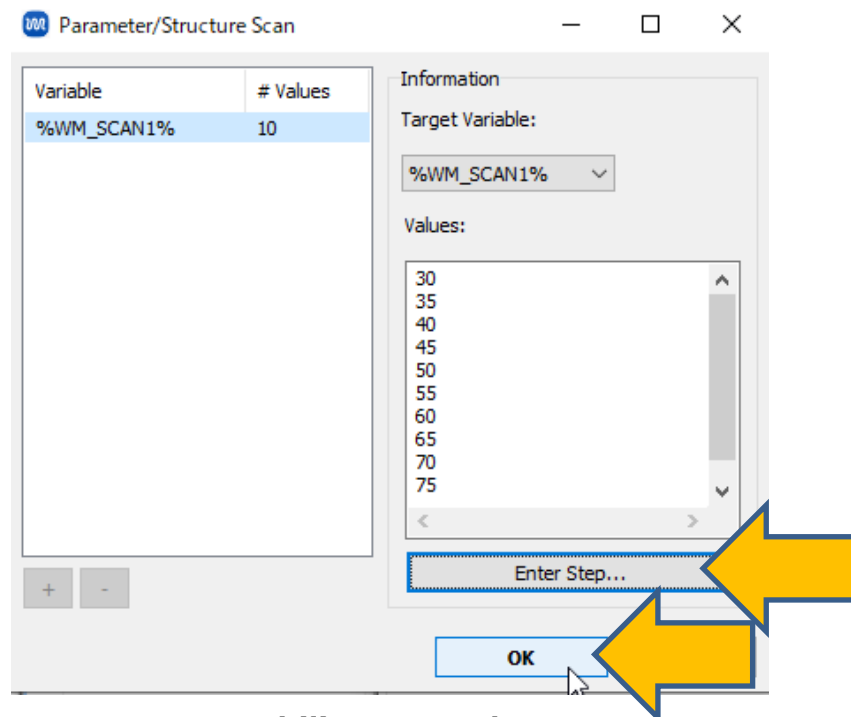 Parameter/Structure Scan
Variable # Values
%WM_SCAN1% 10
Information
Target Variable:
%WM_SCAN1%
Values:
30
35
40
45
50
55
60
65
70
75
Enter Step...
+ -
OK